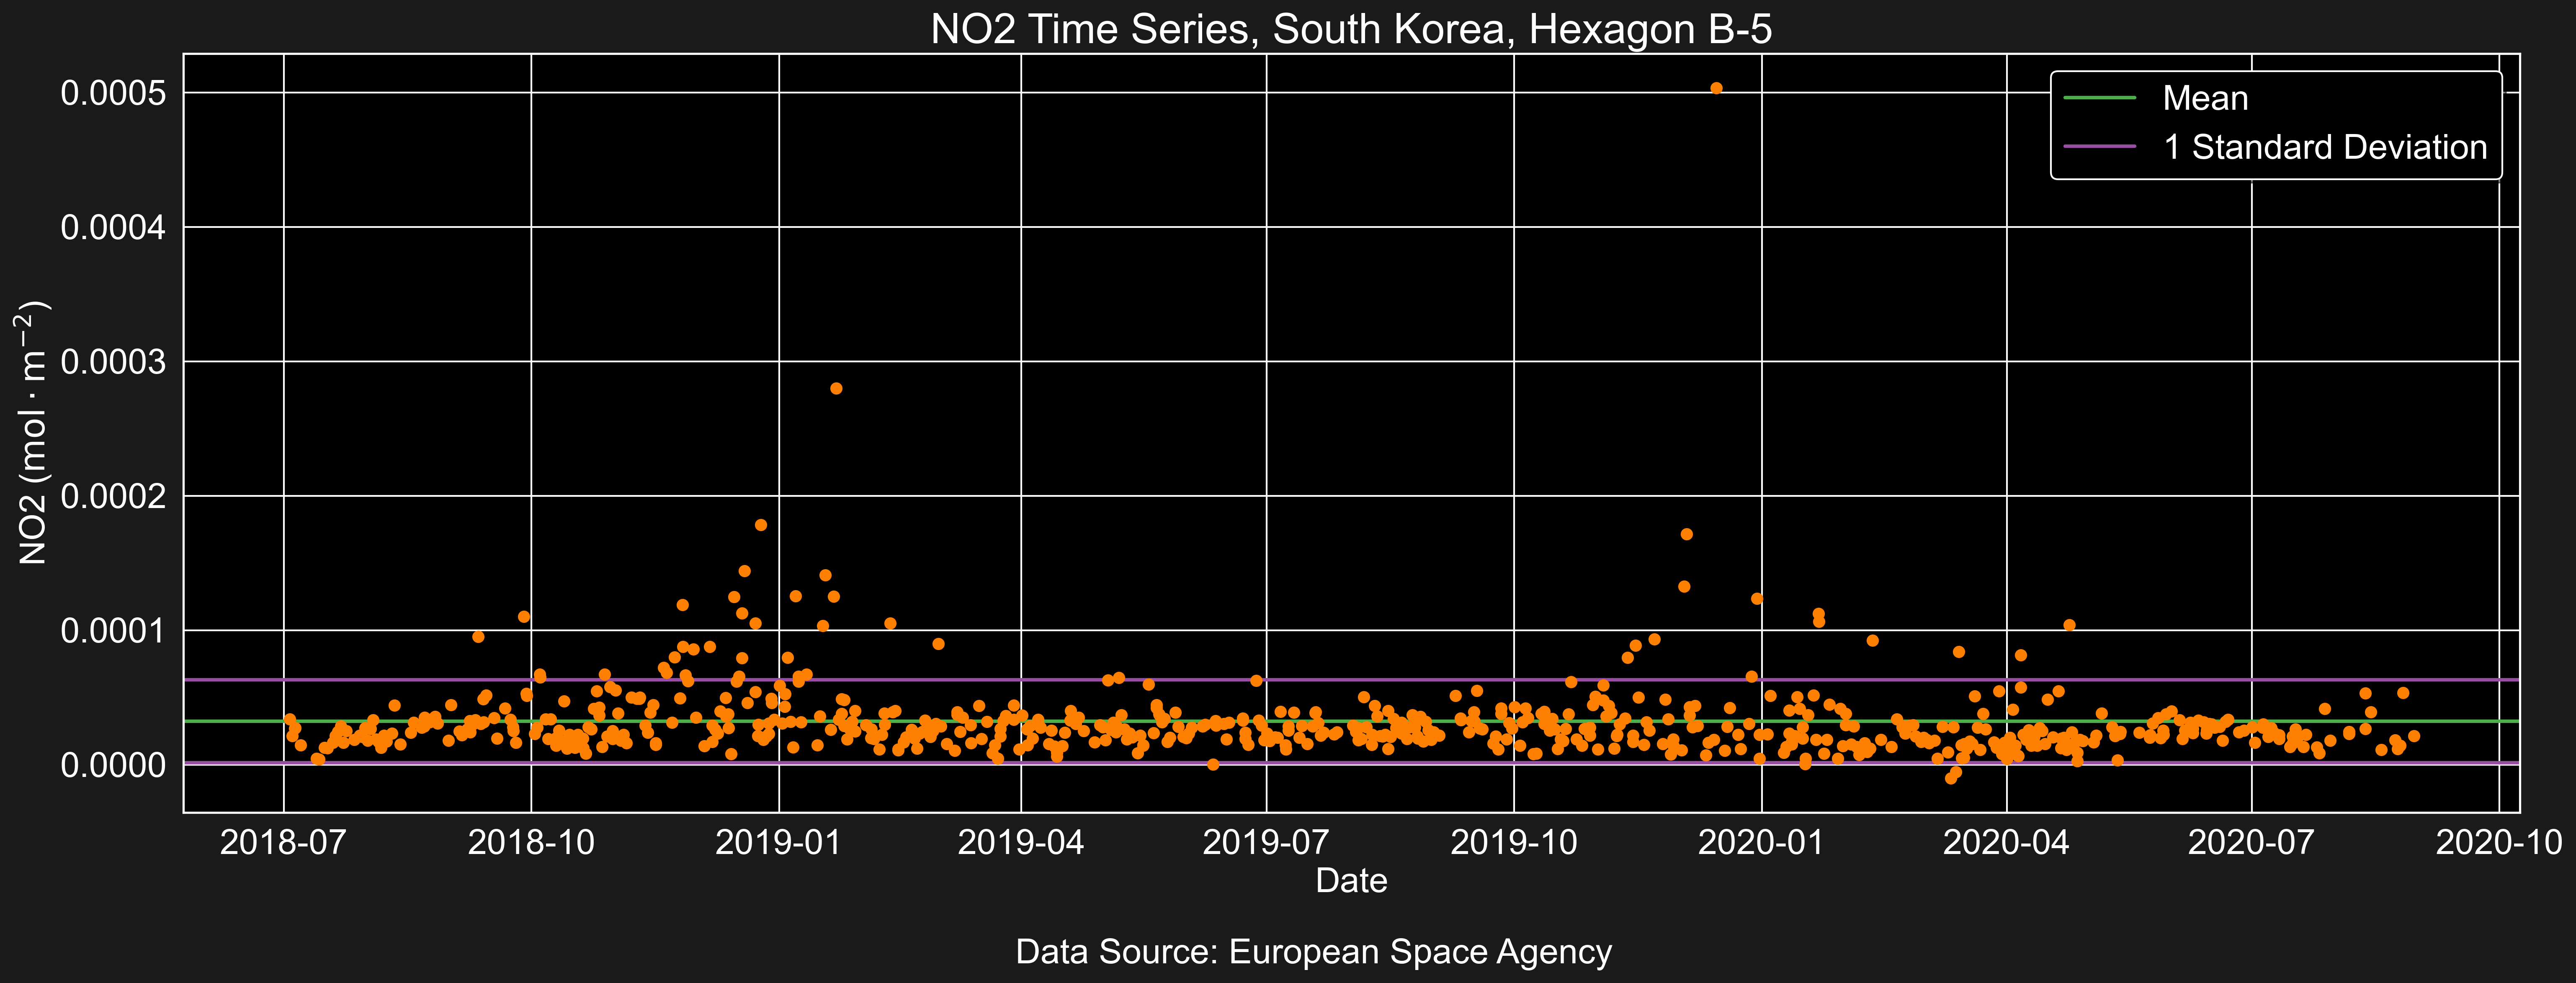 NO2 Time Series, South Korea, Hexagon B-5
0.0005
0.0004
0.0003
0.0002
0.0001
0.0000
NO2 (mol · m⁻²)
Mean
1 Standard Deviation
2018-07 2018-10 2019-01 2019-04 2019-07 2019-10 2020-01 2020-04 2020-07 2020-10
Date
Data Source: European Space Agency